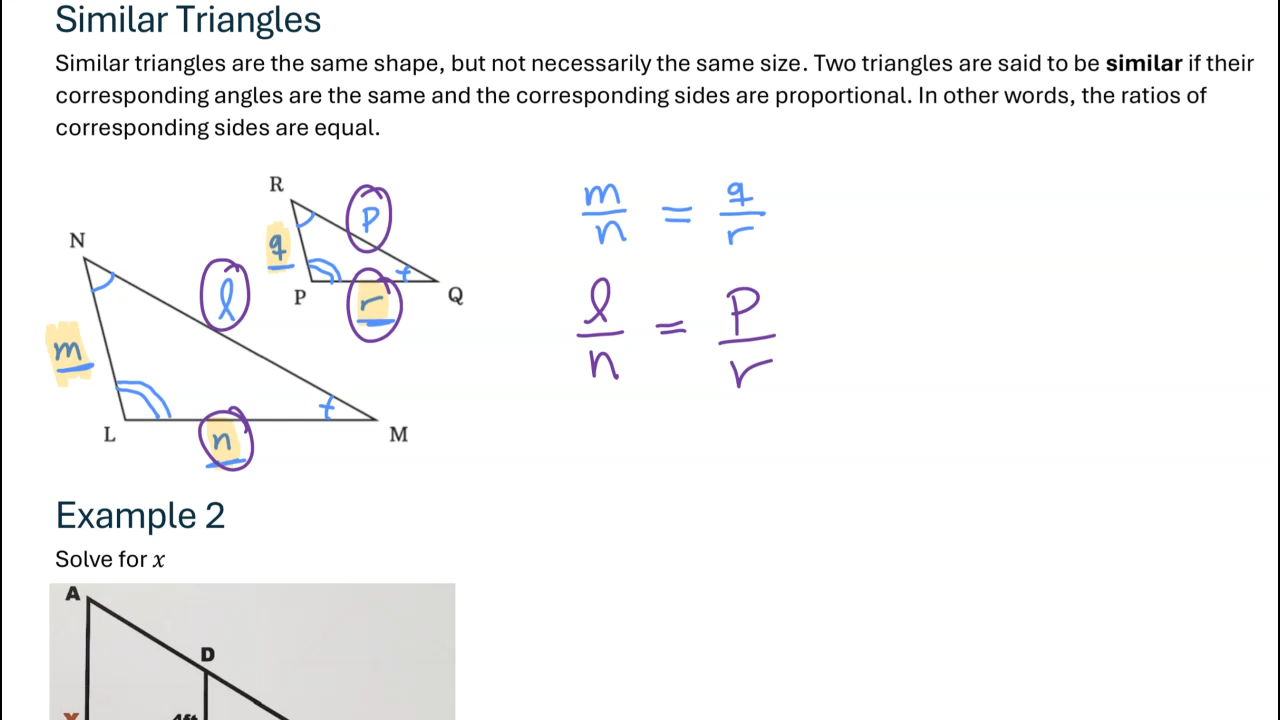 Similar Triangles
Similar triangles are the same shape, but not necessarily the same size. Two triangles are said to be similar if their
corresponding angles are the same and the corresponding sides are proportional. In other words, the ratios of
corresponding sides are equal.
R
p
q
P
r
Q
N
l
m
L
n
M
m/n = q/r
l/n = p/r
Example 2
Solve for x
A
D